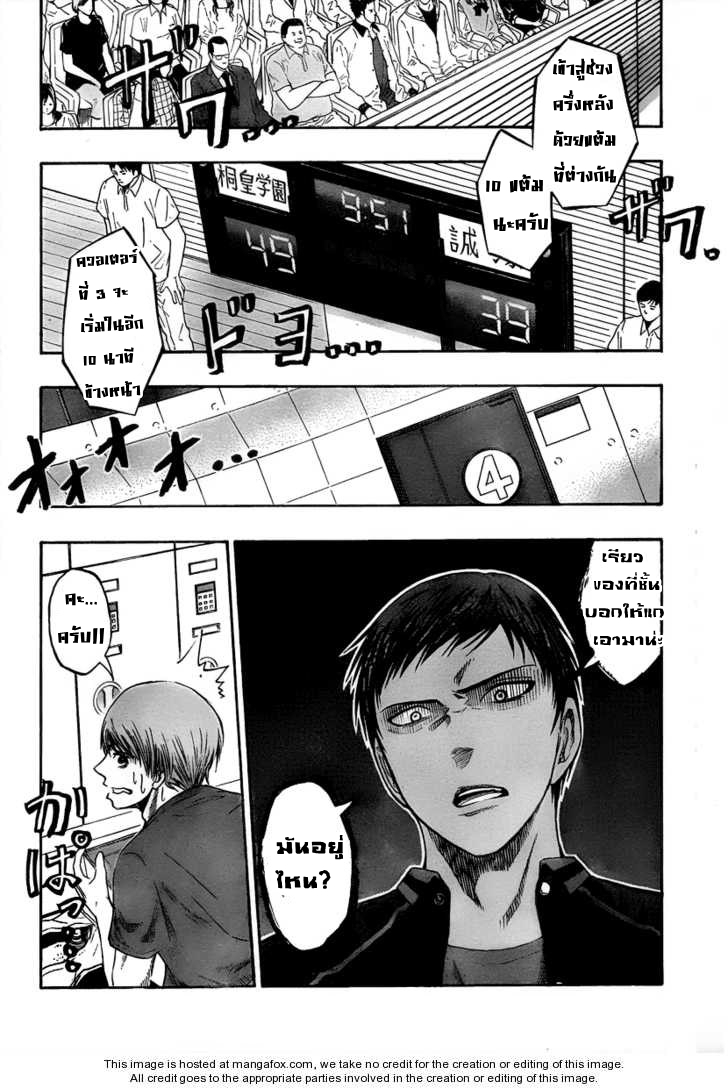 ザワ...
เข้าสู่ช่วง
ครึ่งหลัง
ด้วยแต้ม
ที่ต่างกัน
10 แต้ม
นะครับ
ザワ。
桐皇学園
9:51
49
誠
39
ควอเตอร์
ที่ 3 จะ
เริ่มในอีก
10 นาที
ข้างหน้า
ドヨ...
オオオオ...
4
เรียว
ของที่ชั้น
บอกให้แก
เอามาน่ะ
คะ...
ครับ!!
มันอยู่
ไหน?
ガパっ...
This image is hosted at mangafox.com, we take no credit for the creation or editing of this image.
All credit goes to the appropriate parties involved in the creation and editing of this image.